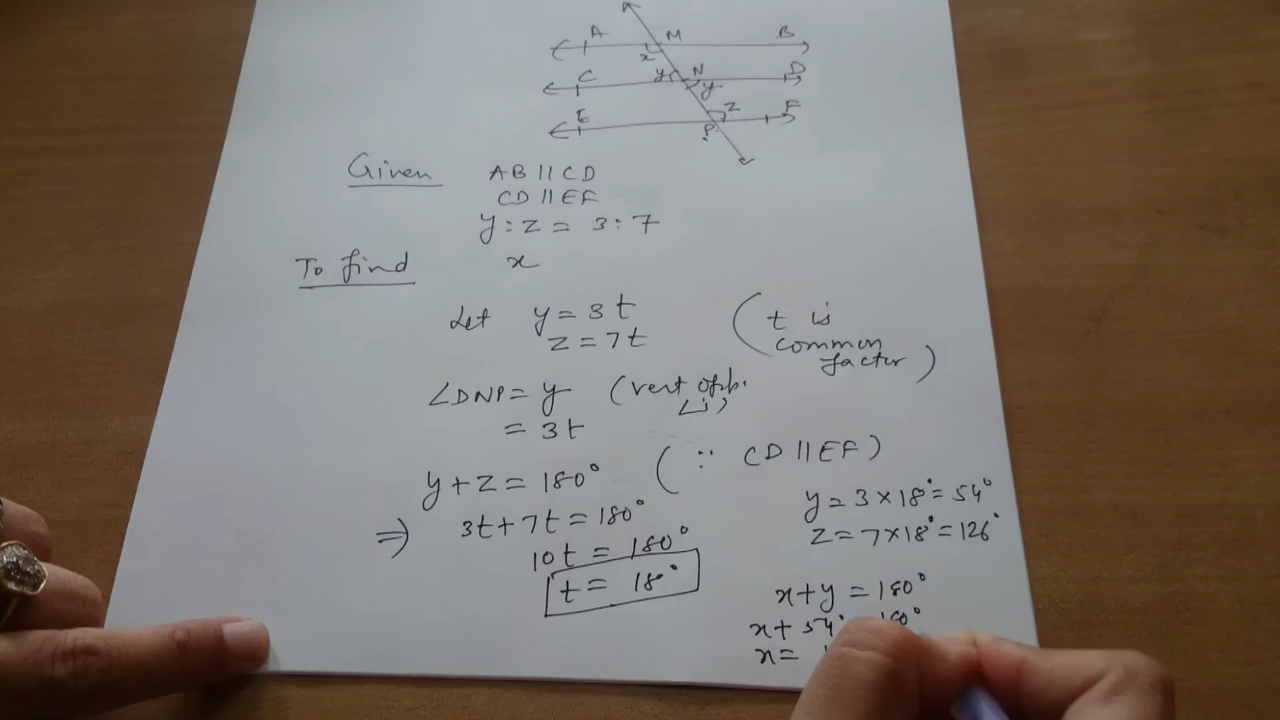 A M B
x
C y N D
y
E P z F
Given AB || CD
CD || EF
y : z = 3 : 7
To find x
Let y = 3t (t is
z = 7t common
factor)
∠DNP = y (vert opp.
∠s)
= 3t
y + z = 180° (∵ CD || EF)
⇒ 3t + 7t = 180°
10t = 180°
t = 18°
y = 3 × 18° = 54°
z = 7 × 18° = 126°
x + y = 180°
x + 54° 180°
x =